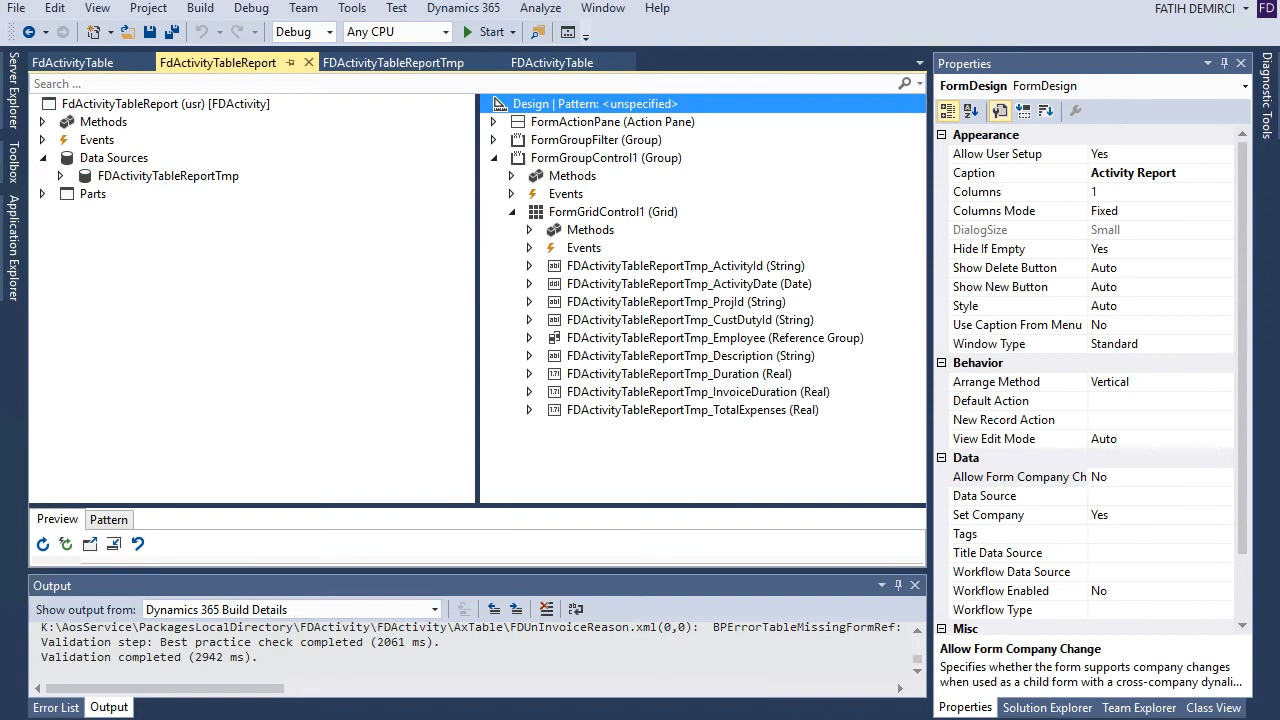 File Edit View Project Build Debug Team Tools Test Dynamics 365 Analyze Window Help FATIH DEMIRCI FD
Debug Any CPU Start
Server Explorer
Toolbox
Application Explorer
FdActivityTable FdActivityTableReport FDActivityTableReportTmp FDActivityTable
Search ...
FdActivityTableReport (usr) [FDActivity]
Methods
Events
Data Sources
FDActivityTableReportTmp
Parts
Design | Pattern: <unspecified>
FormActionPane (Action Pane)
FormGroupFilter (Group)
FormGroupControl1 (Group)
Methods
Events
FormGridControl1 (Grid)
Methods
Events
FDActivityTableReportTmp_ActivityId (String)
FDActivityTableReportTmp_ActivityDate (Date)
FDActivityTableReportTmp_ProjId (String)
FDActivityTableReportTmp_CustDutyId (String)
FDActivityTableReportTmp_Employee (Reference Group)
FDActivityTableReportTmp_Description (String)
FDActivityTableReportTmp_Duration (Real)
FDActivityTableReportTmp_InvoiceDuration (Real)
FDActivityTableReportTmp_TotalExpenses (Real)
Preview Pattern
Output
Show output from: Dynamics 365 Build Details
K:\AosService\PackagesLocalDirectory\FDActivity\FDActivity\AxTable\FDUnInvoiceReason.xml(0,0): BPErrorTableMissingFormRef:
Validation step: Best practice check completed (2061 ms).
Validation completed (2942 ms).
Error List Output
Properties
FormDesign FormDesign
Appearance
Allow User Setup Yes
Caption Activity Report
Columns 1
Columns Mode Fixed
DialogSize Small
Hide If Empty Yes
Show Delete Button Auto
Show New Button Auto
Style Auto
Use Caption From Menu No
Window Type Standard
Behavior
Arrange Method Vertical
Default Action
New Record Action
View Edit Mode Auto
Data
Allow Form Company Ch No
Data Source
Set Company Yes
Tags
Title Data Source
Workflow Data Source
Workflow Enabled No
Workflow Type
Misc
Allow Form Company Change
Specifies whether the form supports company changes
when used as a child form with a cross-company dynali...
Properties Solution Explorer Team Explorer Class View
Diagnostic Tools